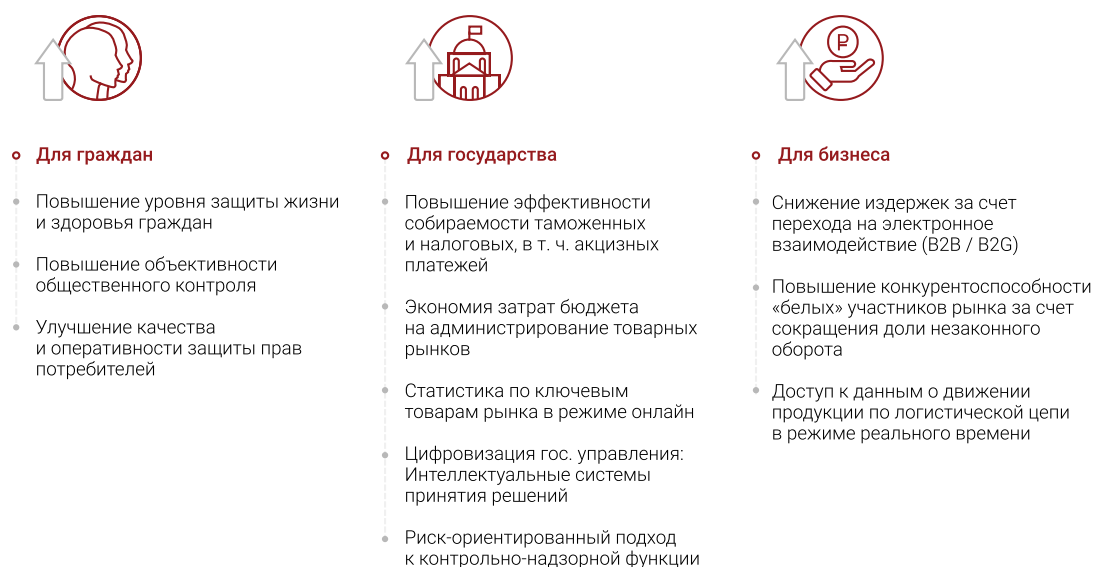 Для граждан
Повышение уровня защиты жизни
и здоровья граждан
Повышение объективности
общественного контроля
Улучшение качества
и оперативности защиты прав
потребителей
Для государства
Повышение эффективности
собираемости таможенных
и налоговых, в т. ч. акцизных
платежей
Экономия затрат бюджета
на администрирование товарных
рынков
Статистика по ключевым
товарам рынка в режиме онлайн
Цифровизация гос. управления:
Интеллектуальные системы
принятия решений
Риск-ориентированный подход
к контрольно-надзорной функции
Для бизнеса
Снижение издержек за счет
перехода на электронное
взаимодействие (B2B / B2G)
Повышение конкурентоспособности
«белых» участников рынка за счет
сокращения доли незаконного
оборота
Доступ к данным о движении
продукции по логистической цепи
в режиме реального времени